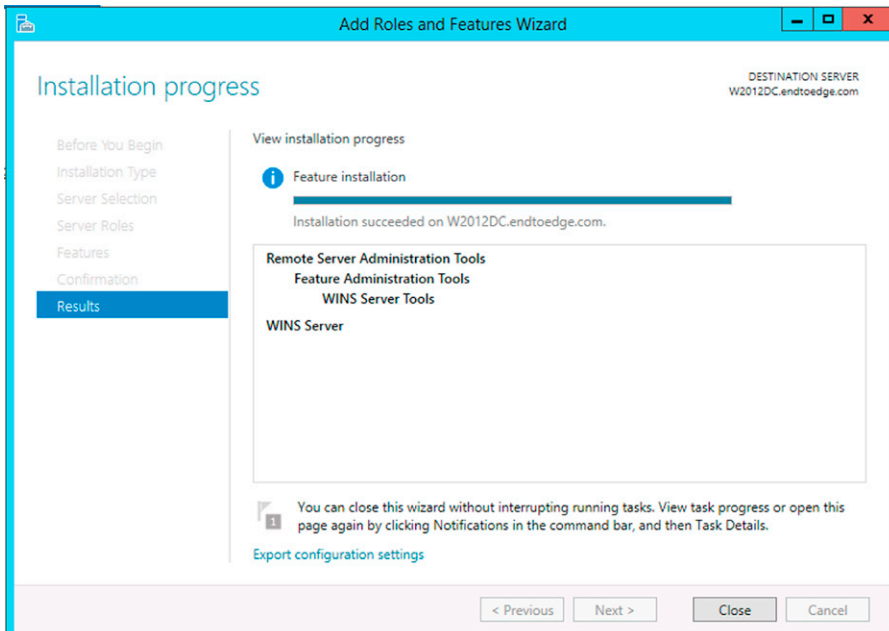 Add Roles and Features Wizard
Installation progress
DESTINATION SERVER
W2012DC.endtoedge.com
Before You Begin
Installation Type
Server Selection
Server Roles
Features
Confirmation
Results
View installation progress
Feature installation
Installation succeeded on W2012DC.endtoedge.com.
Remote Server Administration Tools
Feature Administration Tools
WINS Server Tools
WINS Server
1
You can close this wizard without interrupting running tasks. View task progress or open this
page again by clicking Notifications in the command bar, and then Task Details.
Export configuration settings
< Previous
Next >
Close
Cancel